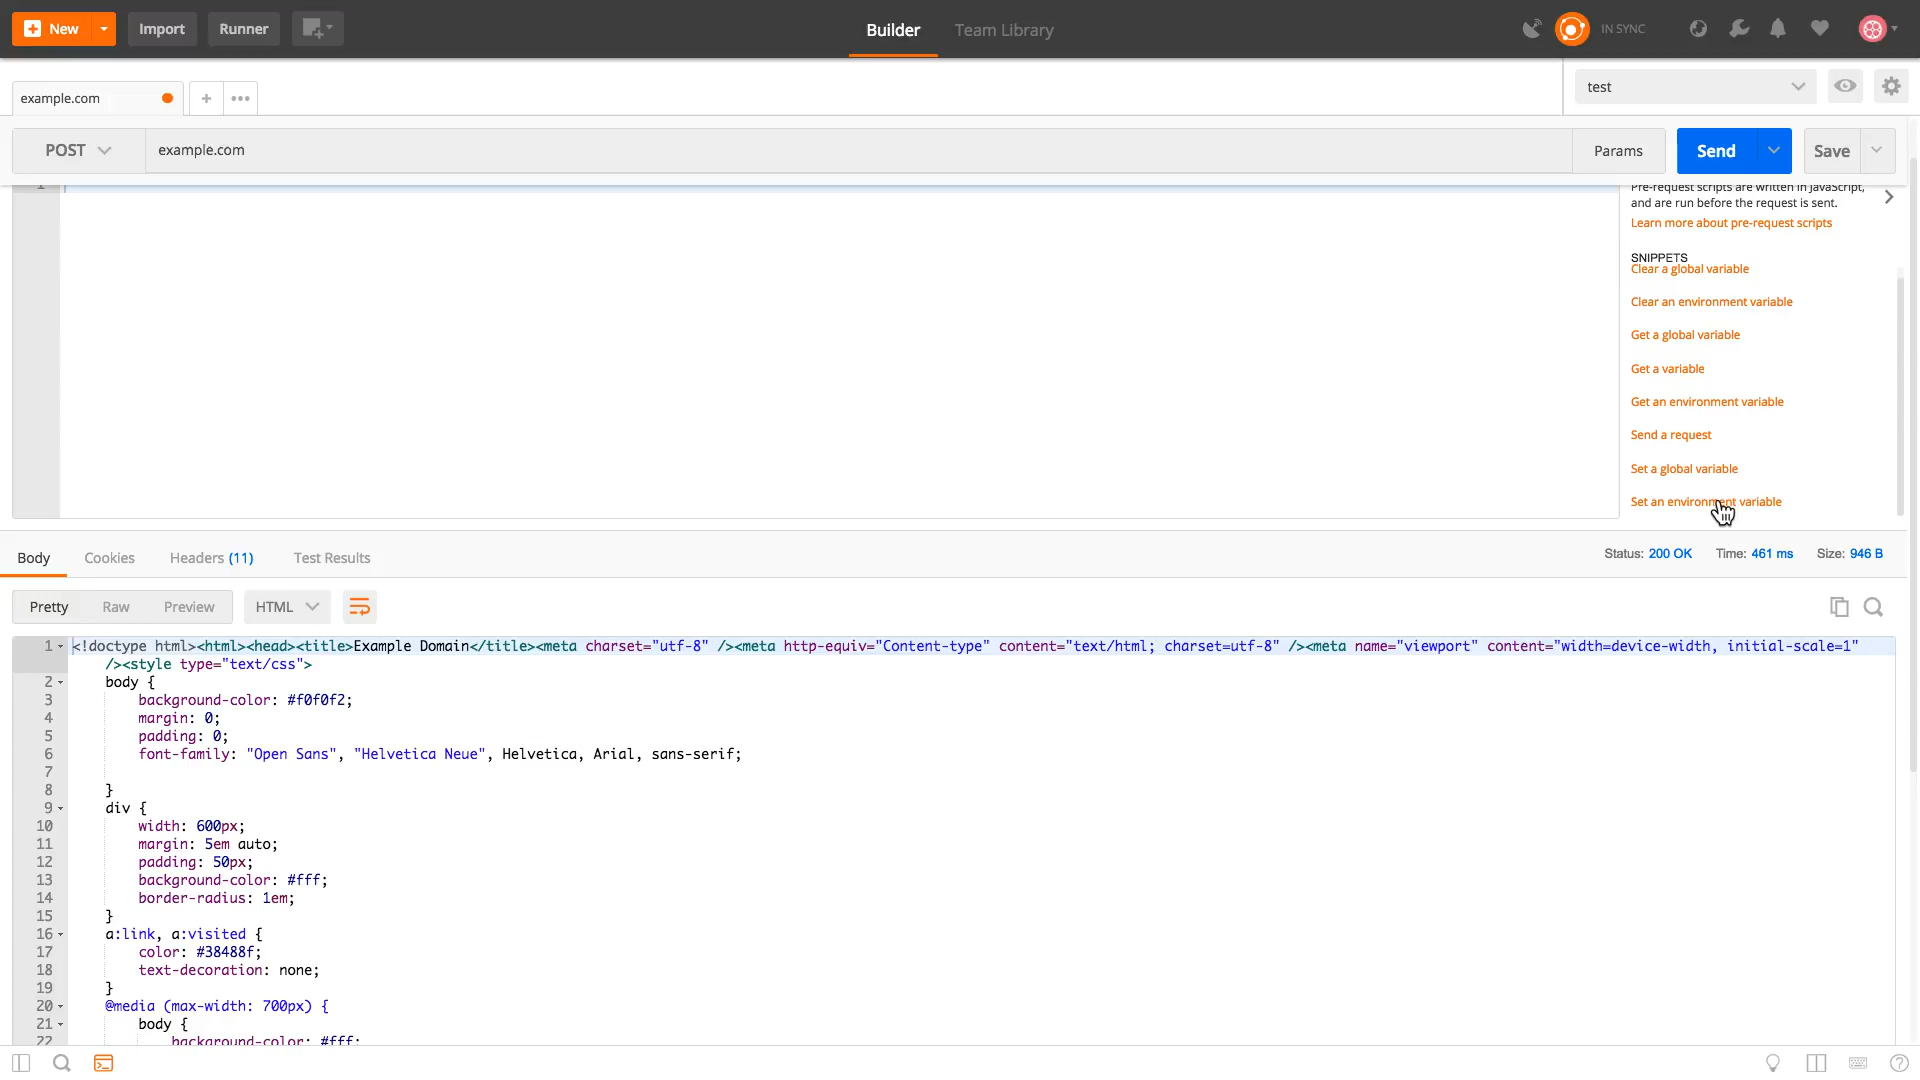 New
Import
Runner
Builder
Team Library
IN SYNC
example.com
test
POST
example.com
Params
Send
Save
1
Pre-request scripts are written in JavaScript,
and are run before the request is sent.
Learn more about pre-request scripts
SNIPPETS
Clear a global variable
Clear an environment variable
Get a global variable
Get a variable
Get an environment variable
Send a request
Set a global variable
Set an environment variable
Body
Cookies
Headers (11)
Test Results
Status: 200 OK
Time: 461 ms
Size: 946 B
Pretty
Raw
Preview
HTML
1 <!doctype html><html><head><title>Example Domain</title><meta charset="utf-8" /><meta http-equiv="Content-type" content="text/html; charset=utf-8" /><meta name="viewport" content="width=device-width, initial-scale=1"
/><style type="text/css">
2 body {
3 background-color: #f0f0f2;
4 margin: 0;
5 padding: 0;
6 font-family: "Open Sans", "Helvetica Neue", Helvetica, Arial, sans-serif;
7
8 }
9 div {
10 width: 600px;
11 margin: 5em auto;
12 padding: 50px;
13 background-color: #fff;
14 border-radius: 1em;
15 }
16 a:link, a:visited {
17 color: #38488f;
18 text-decoration: none;
19 }
20 @media (max-width: 700px) {
21 body {
22 background-color: #fff;